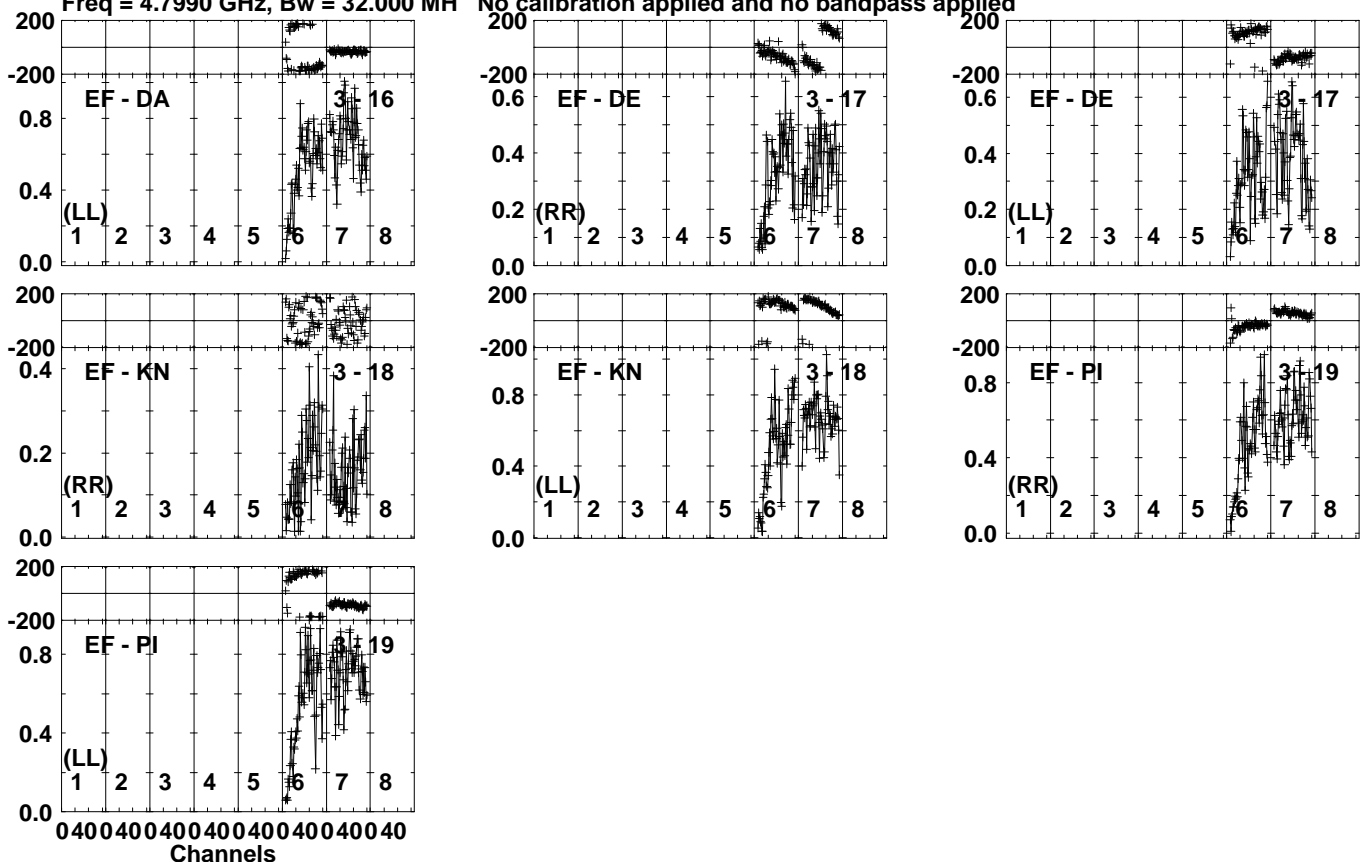 Freq = 4.7990 GHz, Bw = 32.000 MH No calibration applied and no bandpass applied
200 200 200
-200 -200 -200
EF - DA 3 - 16 EF - DE 3 - 17 EF - DE 3 - 17
0.8 0.6 0.6
0.4 0.4 0.4
0.2 0.2
(LL) (RR) (LL)
1 2 3 4 5 6 7 8 1 2 3 4 5 6 7 8 1 2 3 4 5 6 7 8
0.0 0.0 0.0
200 200 200
-200 -200 -200
EF - KN 3 - 18 EF - KN 3 - 18 EF - PI 3 - 19
0.4 0.8 0.8
0.2 0.4 0.4
(RR) (LL) (RR)
1 2 3 4 5 6 7 8 1 2 3 4 5 6 7 8 1 2 3 4 5 6 7 8
0.0 0.0 0.0
200
-200
EF - PI 3 - 19
0.8
0.4
(LL)
1 2 3 4 5 6 7 8
0.0
0 40 0 40 0 40 0 40 0 40 0 40 0 40 0 40
Channels